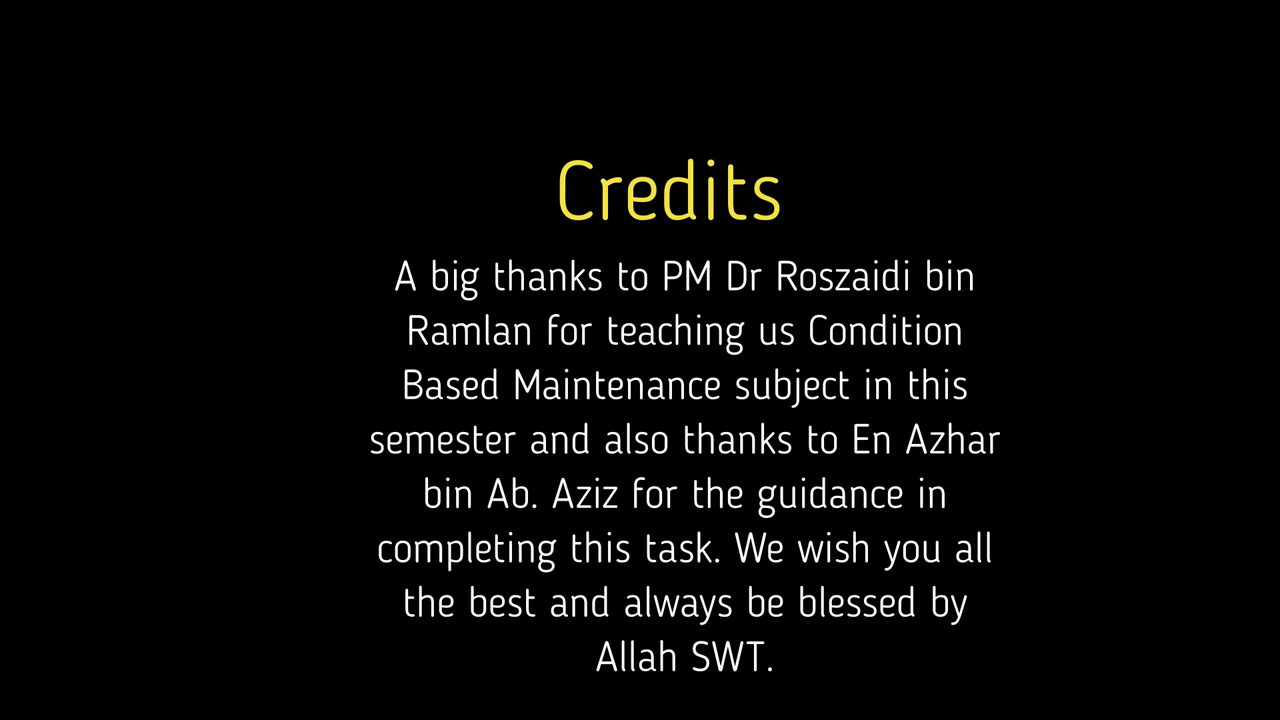 Credits
A big thanks to PM Dr Roszaidi bin
Ramlan for teaching us Condition
Based Maintenance subject in this
semester and also thanks to En Azhar
bin Ab. Aziz for the guidance in
completing this task. We wish you all
the best and always be blessed by
Allah SWT.